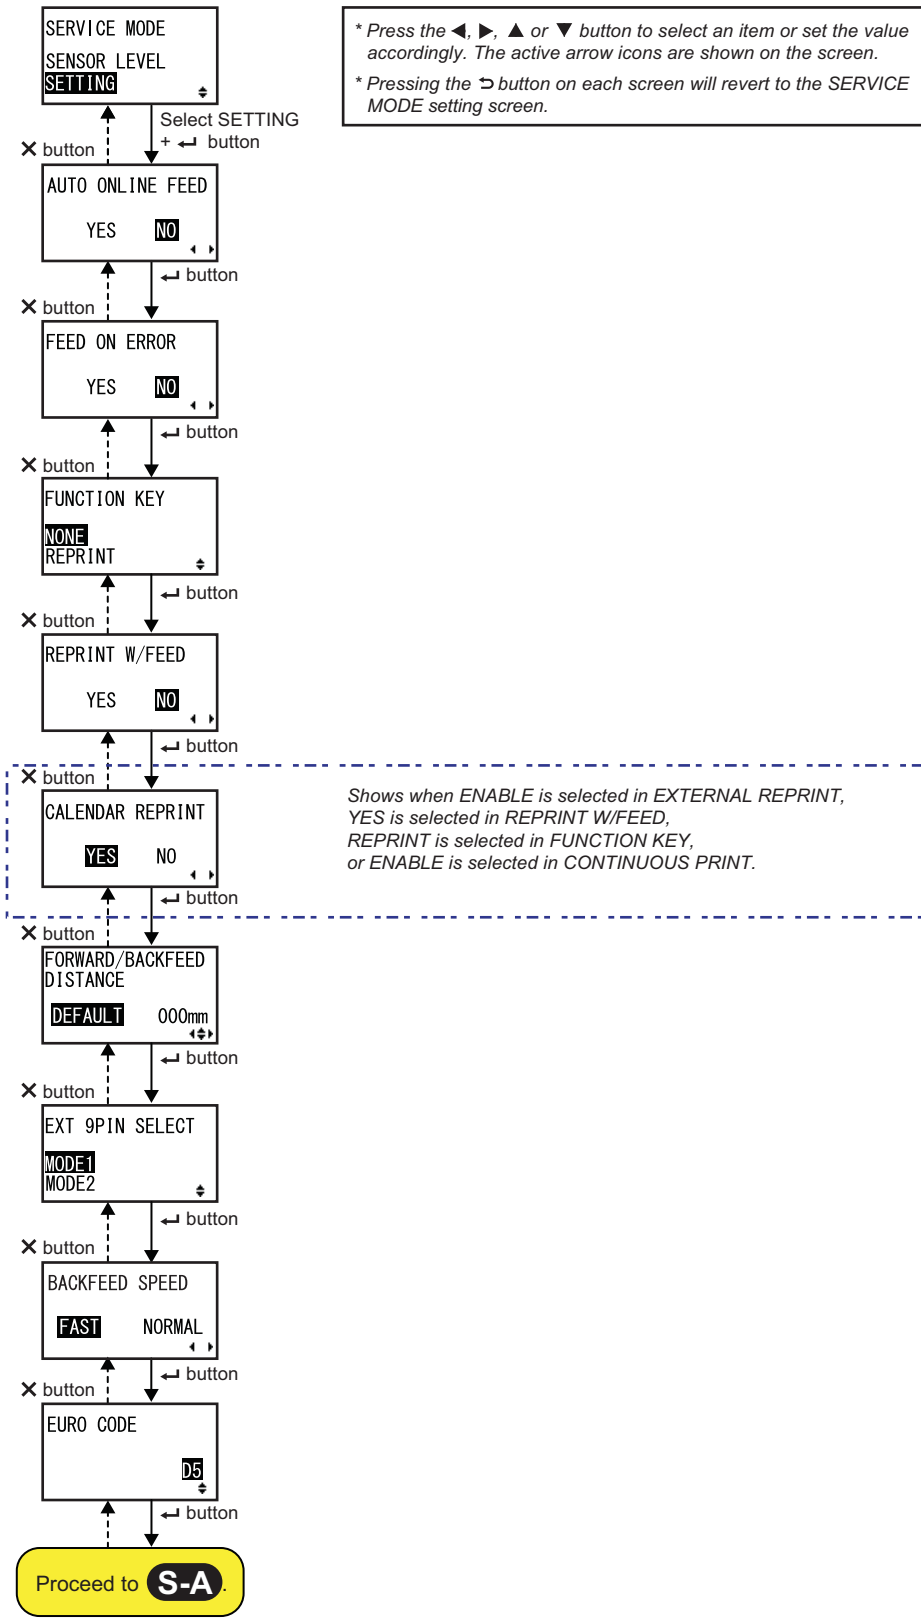 SERVICE MODE
SENSOR LEVEL
SETTING
* Press the ◀, ▶, ▲ or ▼ button to select an item or set the value
accordingly. The active arrow icons are shown on the screen.
* Pressing the ⮌ button on each screen will revert to the SERVICE
MODE setting screen.
Select SETTING
+ ↵ button
✕ button
AUTO ONLINE FEED
YES NO
↵ button
✕ button
FEED ON ERROR
YES NO
↵ button
✕ button
FUNCTION KEY
NONE
REPRINT
↵ button
✕ button
REPRINT W/FEED
YES NO
↵ button
✕ button
CALENDAR REPRINT
YES NO
Shows when ENABLE is selected in EXTERNAL REPRINT,
YES is selected in REPRINT W/FEED,
REPRINT is selected in FUNCTION KEY,
or ENABLE is selected in CONTINUOUS PRINT.
↵ button
✕ button
FORWARD/BACKFEED
DISTANCE
DEFAULT 000mm
↵ button
✕ button
EXT 9PIN SELECT
MODE1
MODE2
↵ button
✕ button
BACKFEED SPEED
FAST NORMAL
↵ button
✕ button
EURO CODE
D5
↵ button
Proceed to S-A.